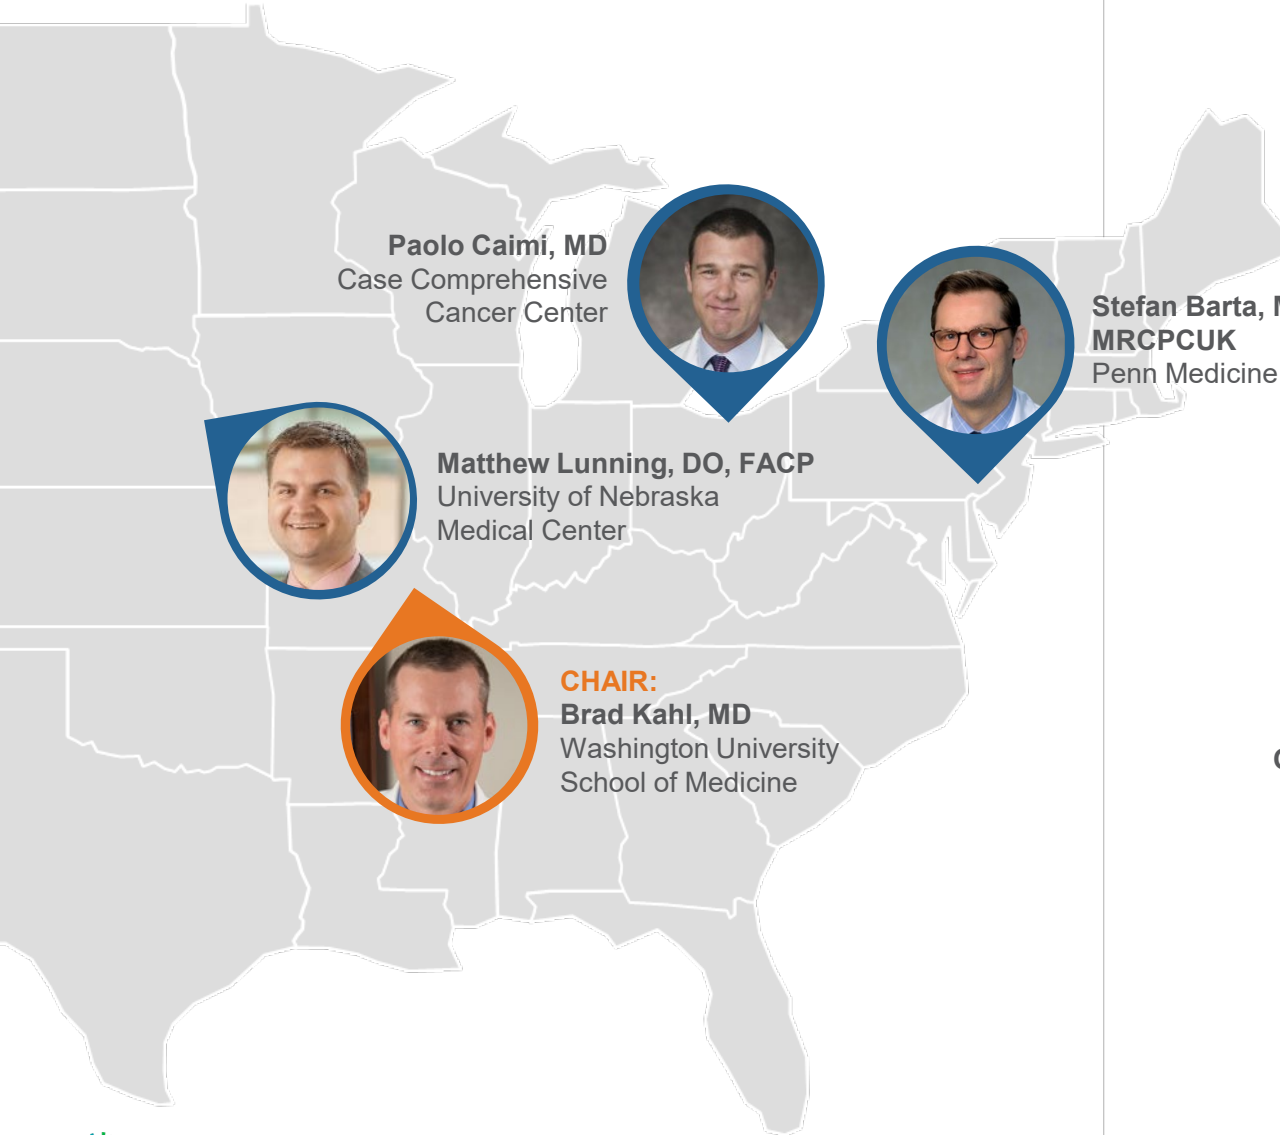 Paolo Caimi, MD
Case Comprehensive
Cancer Center
Stefan Barta,
MRCPCUK
Penn Medicine
Matthew Lunning, DO, FACP
University of Nebraska
Medical Center
CHAIR:
Brad Kahl, MD
Washington University
School of Medicine